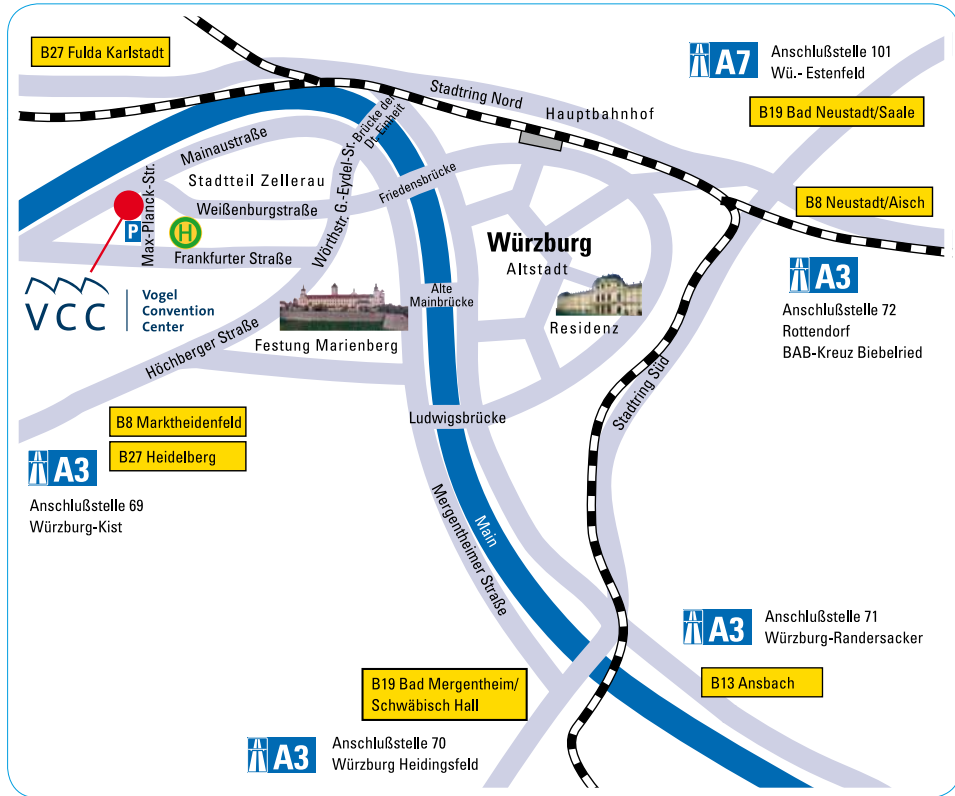 B27 Fulda Karlstadt
A7
Anschlußstelle 101
Wü.- Estenfeld
B19 Bad Neustadt/Saale
Stadtring Nord
Hauptbahnhof
Brücke der
Dt. Einheit
Mainaustraße
Stadtteil Zellerau
Max-Planck-Str.
Weißenburgstraße
Wörthstr. G.-Eydel-Str.
Friedensbrücke
B8 Neustadt/Aisch
P
H
Frankfurter Straße
Würzburg
Altstadt
A3
Anschlußstelle 72
Rottendorf
BAB-Kreuz Biebelried
VCC
Vogel
Convention
Center
Alte
Mainbrücke
Residenz
Festung Marienberg
Höchberger Straße
Stadtring Süd
Ludwigsbrücke
B8 Marktheidenfeld
B27 Heidelberg
A3
Anschlußstelle 69
Würzburg-Kist
Mergentheimer Straße
Main
A3
Anschlußstelle 71
Würzburg-Randersacker
B13 Ansbach
B19 Bad Mergentheim/
Schwäbisch Hall
A3
Anschlußstelle 70
Würzburg Heidingsfeld